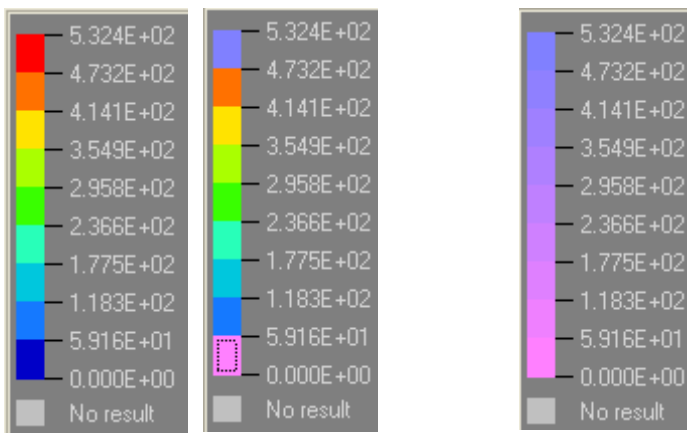 5.324E+02
4.732E+02
4.141E+02
3.549E+02
2.958E+02
2.366E+02
1.775E+02
1.183E+02
5.916E+01
0.000E+00
No result
5.324E+02
4.732E+02
4.141E+02
3.549E+02
2.958E+02
2.366E+02
1.775E+02
1.183E+02
5.916E+01
0.000E+00
No result
5.324E+02
4.732E+02
4.141E+02
3.549E+02
2.958E+02
2.366E+02
1.775E+02
1.183E+02
5.916E+01
0.000E+00
No result